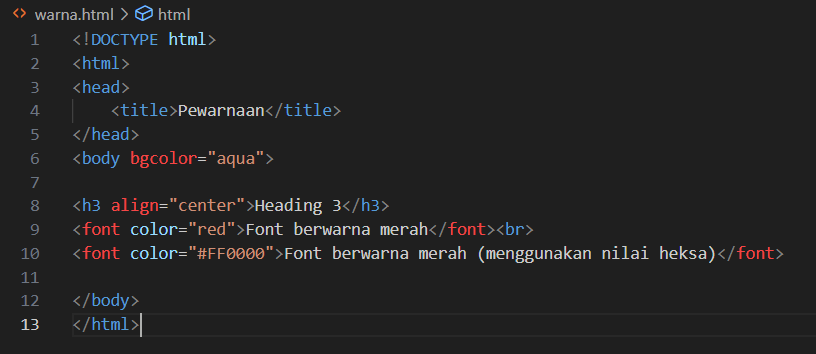 warna.html > html
1 <!DOCTYPE html>
2 <html>
3 <head>
4     <title>Pewarnaan</title>
5 </head>
6 <body bgcolor="aqua">
7
8 <h3 align="center">Heading 3</h3>
9 <font color="red">Font berwarna merah</font><br>
10 <font color="#FF0000">Font berwarna merah (menggunakan nilai heksa)</font>
11
12 </body>
13 </html>